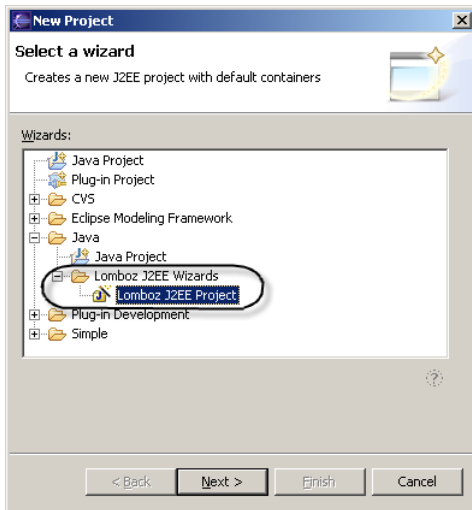 New Project
Select a wizard
Creates a new J2EE project with default containers
Wizards:
Java Project
Plug-in Project
CVS
Eclipse Modeling Framework
Java
Java Project
Lomboz J2EE Wizards
Lomboz J2EE Project
Plug-in Development
Simple
?
< Back Next > Finish Cancel